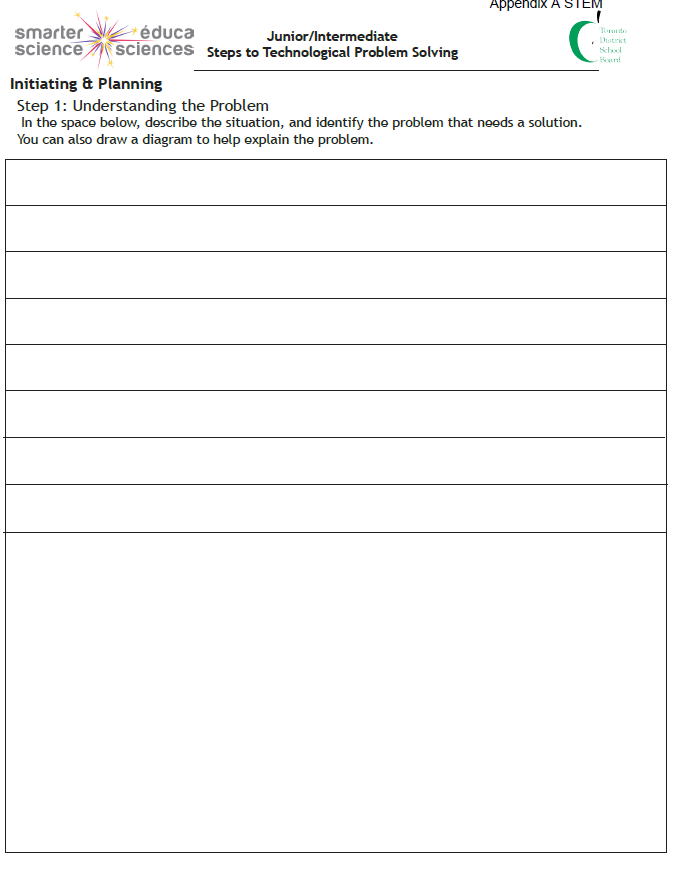 Appendix A STEM
smarter éduca
science sciences
Junior/Intermediate
Steps to Technological Problem Solving
Toronto
District
School
Board
Initiating & Planning
Step 1: Understanding the Problem
In the space below, describe the situation, and identify the problem that needs a solution.
You can also draw a diagram to help explain the problem.